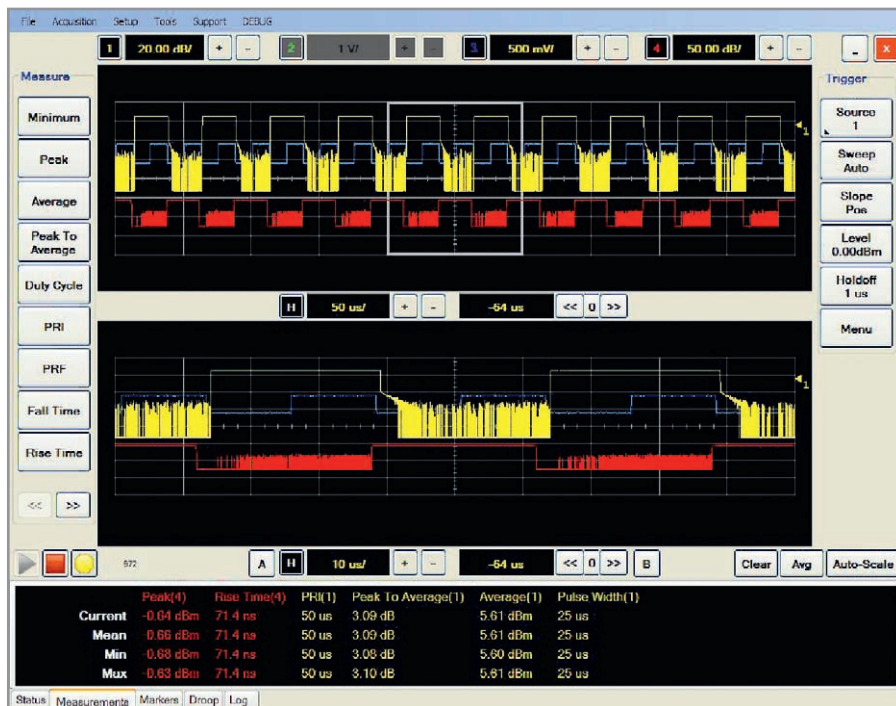 File Acquisition Setup Tools Support DEBUG
1 20.00 dB/ + - 2 1 V/ + - 3 500 mV/ + - 4 50.00 dB/ + - _ x
Measure
Minimum
Peak
Average
Peak To
Average
Duty Cycle
PRI
PRF
Fall Time
Rise Time
<< >>
1
H 50 us/ + - -64 us << 0 >>
1
Trigger
Source
1
Sweep
Auto
Slope
Pos
Level
0.00dBm
Holdoff
1 us
Menu
972 A H 10 us/ + - -64 us << 0 >> B Clear Avg Auto-Scale
Peak(4) Rise Time(4) PRI(1) Peak To Average(1) Average(1) Pulse Width(1)
Current -0.64 dBm 71.4 ns 50 us 3.09 dB 5.61 dBm 25 us
Mean -0.66 dBm 71.4 ns 50 us 3.09 dB 5.61 dBm 25 us
Min -0.68 dBm 71.4 ns 50 us 3.08 dB 5.60 dBm 25 us
Mux -0.63 dBm 71.4 ns 50 us 3.10 dB 5.61 dBm 25 us
Status Measurements Markers Droop Log